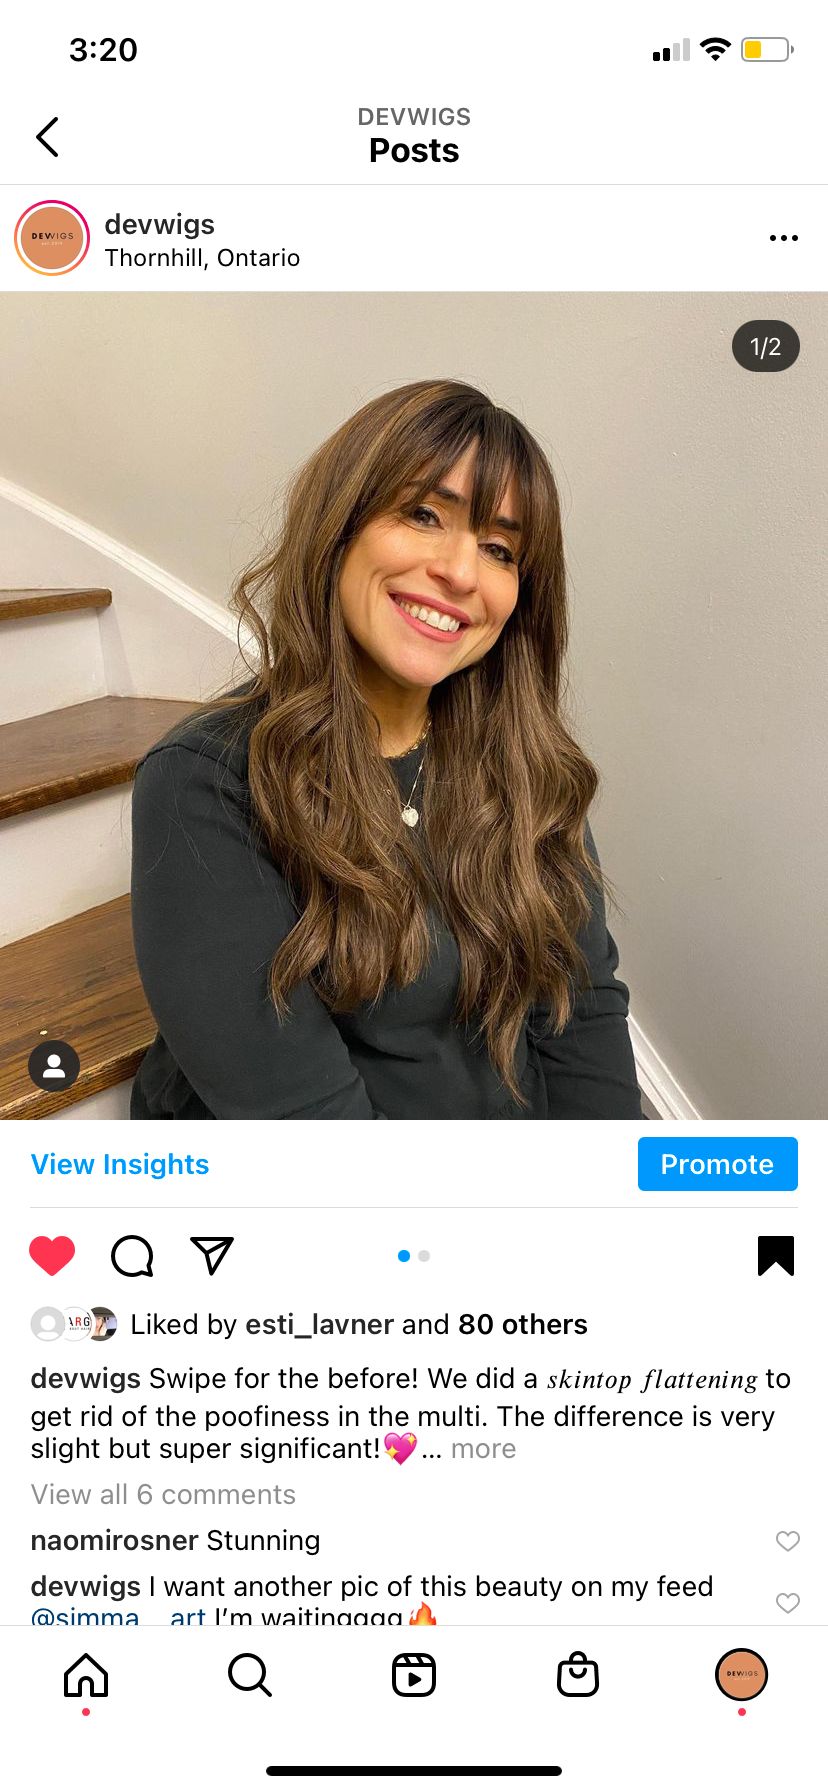 3:20
DEVWIGS
Posts
DEVWIGS
devwigs
Thornhill, Ontario
1/2
View Insights
Promote
ARG
Liked by esti_lavner and 80 others
devwigs Swipe for the before! We did a 𝑠𝑘𝑖𝑛𝑡𝑜𝑝 𝑓𝑙𝑎𝑡𝑡𝑒𝑛𝑖𝑛𝑔 to
get rid of the poofiness in the multi. The difference is very
slight but super significant!💖... more
View all 6 comments
naomirosner Stunning
devwigs I want another pic of this beauty on my feed
@simma__art I'm waitingggg🔥
DEVWIGS